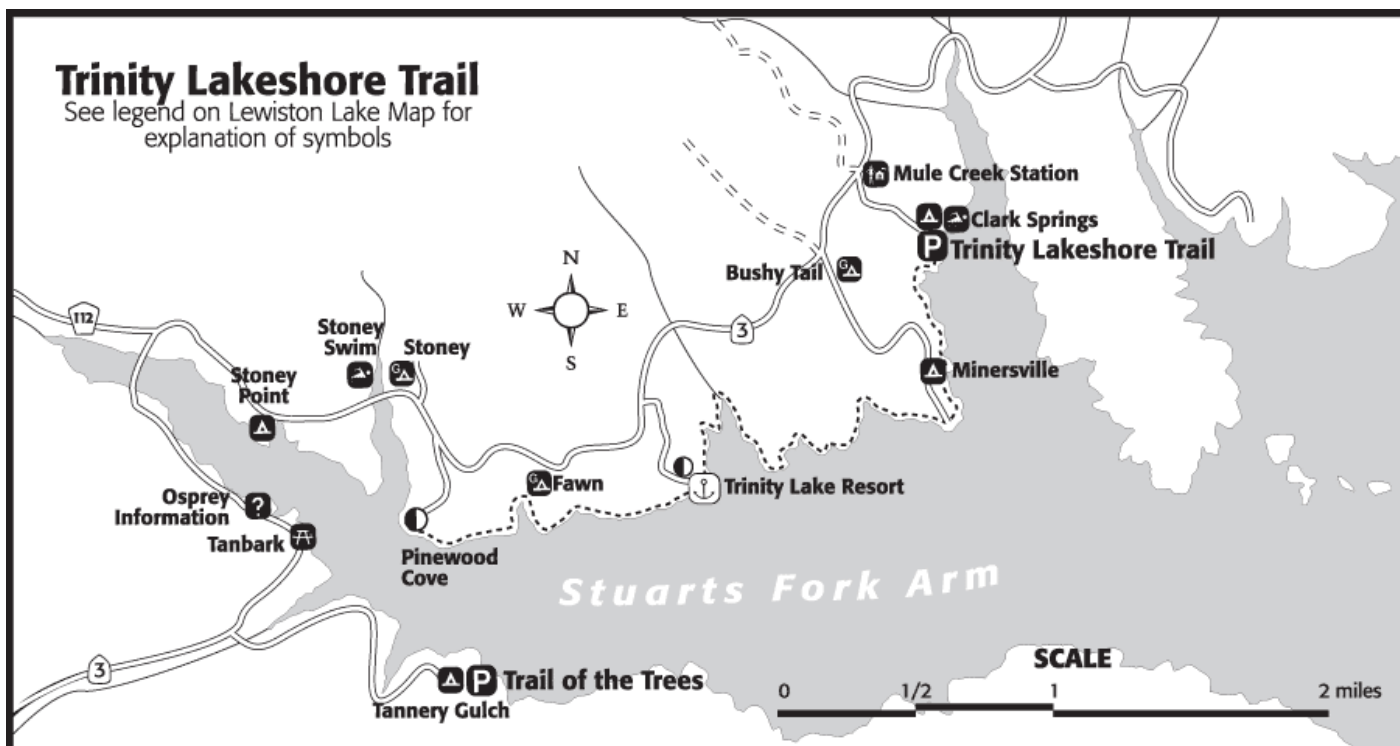 Trinity Lakeshore Trail
See legend on Lewiston Lake Map for
explanation of symbols
Mule Creek Station
Clark Springs
P
Trinity Lakeshore Trail
Bushy Tail
G
N
W
E
S
3
112
Stoney
Swim
Stoney
G
Stoney
Point
Minersville
G
Fawn
Trinity Lake Resort
Osprey
Information
?
Tanbark
Pinewood
Cove
Stuarts Fork Arm
3
P
Trail of the Trees
Tannery Gulch
SCALE
0 1/2 1 2 miles